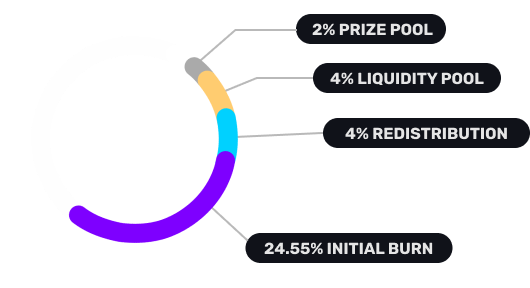 2% PRIZE POOL
4% LIQUIDITY POOL
4% REDISTRIBUTION
24.55% INITIAL BURN